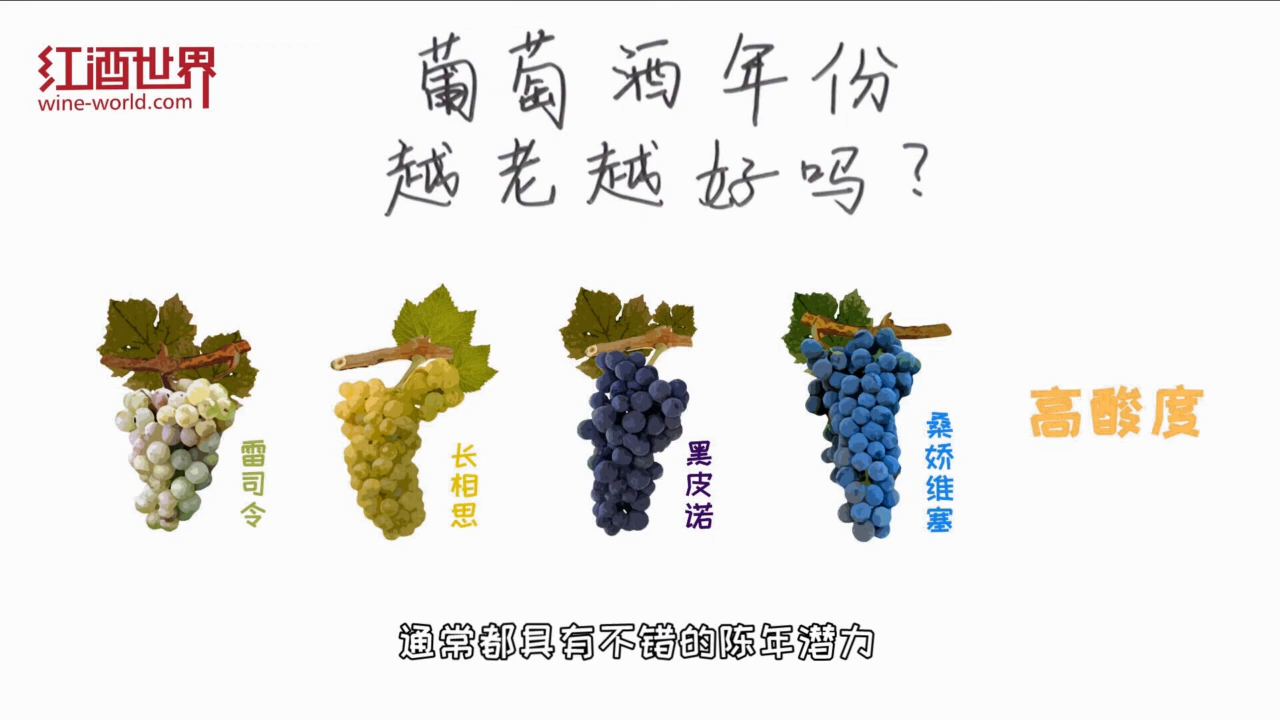 红酒世界
wine-world.com
葡萄酒年份
越老越好吗?
雷司令
长相思
黑皮诺
桑娇维塞
高酸度
通常都具有不错的陈年潜力